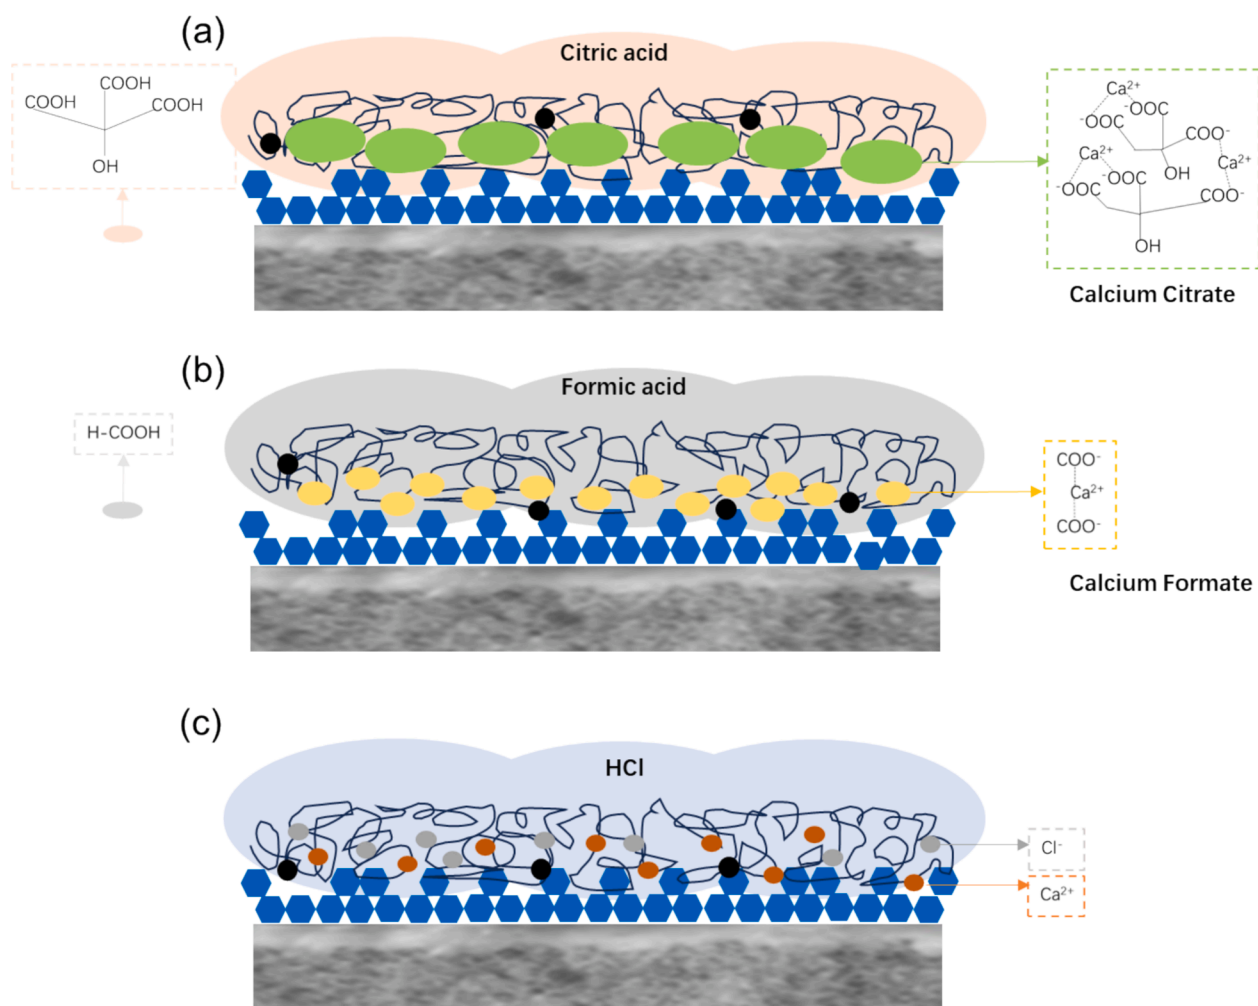 (a)
Citric acid
COOH
COOH
COOH
OH
Ca²⁺
⁻OOC
⁻OOC
COO⁻
Ca²⁺
Ca²⁺
OH
⁻OOC
⁻OOC
COO⁻
OH
Calcium Citrate
(b)
Formic acid
H-COOH
COO⁻
Ca²⁺
COO⁻
Calcium Formate
(c)
HCl
Cl⁻
Ca²⁺